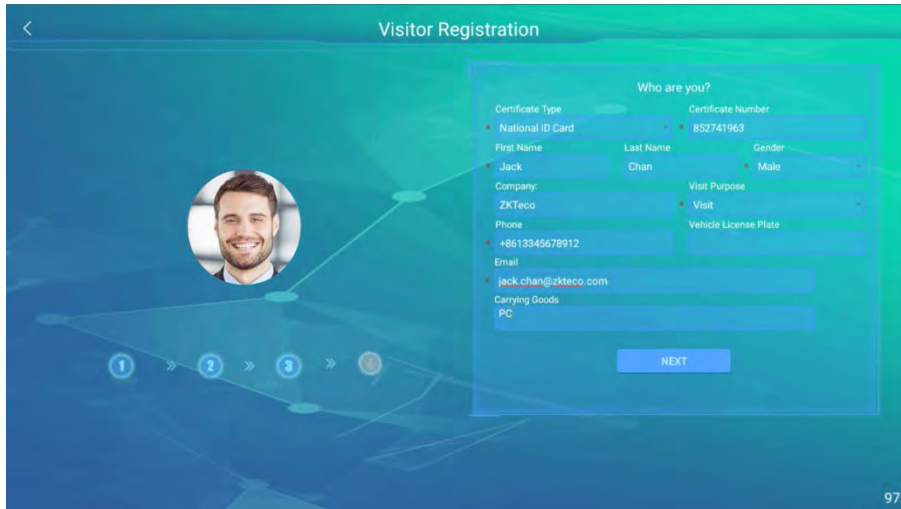 Visitor Registration
Who are you?
Certificate Type
Certificate Number
National ID Card
852741963
First Name
Last Name
Gender
Jack
Chan
Male
Company:
Visit Purpose
ZKTeco
Visit
Phone
Vehicle License Plate
+8613345678912
Email
jack.chan@zkteco.com
Carrying Goods
PC
1
2
3
NEXT
97